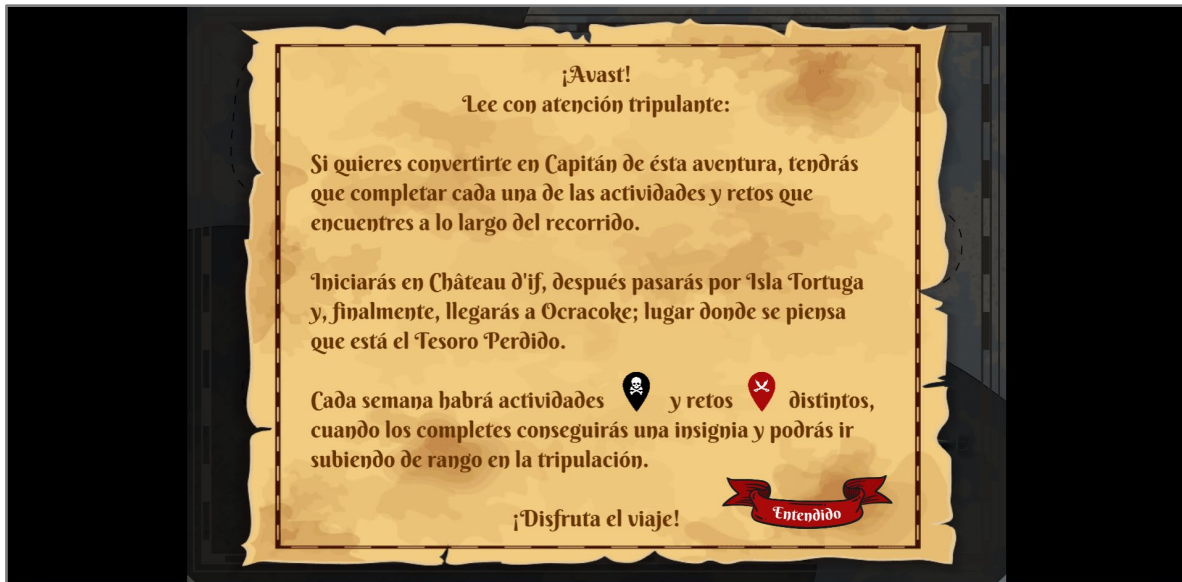 ¡Avast!
Lee con atención tripulante:
Si quieres convertirte en Capitán de ésta aventura, tendrás
que completar cada una de las actividades y retos que
encuentres a lo largo del recorrido.
Iniciarás en Château d'if, después pasarás por Isla Tortuga
y, finalmente, llegarás a Ocracoke; lugar donde se piensa
que está el Tesoro Perdido.
Cada semana habrá actividades y retos distintos,
cuando los completes conseguirás una insignia y podrás ir
subiendo de rango en la tripulación.
¡Disfruta el viaje!
Entendido